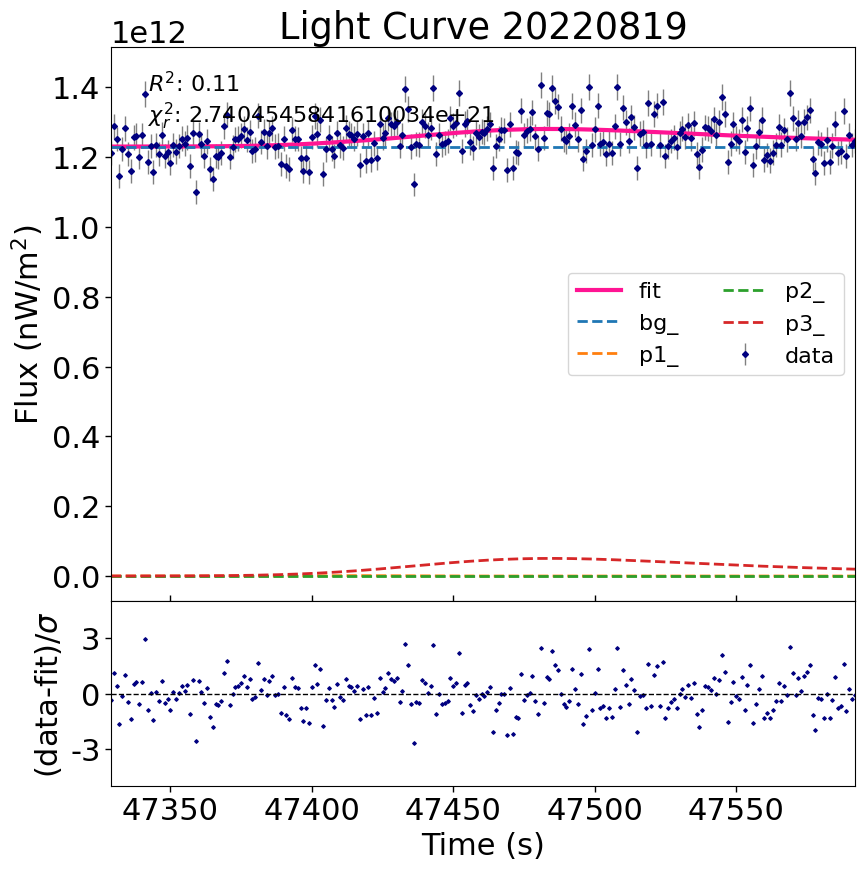 Light Curve 20220819
1e12
R²: 0.11
χ²ᵣ: 2.7404545841610034e+21
1.4
1.2
1.0
0.8
0.6
0.4
0.2
0.0
Flux (nW/m²)
fit
bg_
p1_
p2_
p3_
data
3
0
-3
(data-fit)/σ
47350 47400 47450 47500 47550
Time (s)